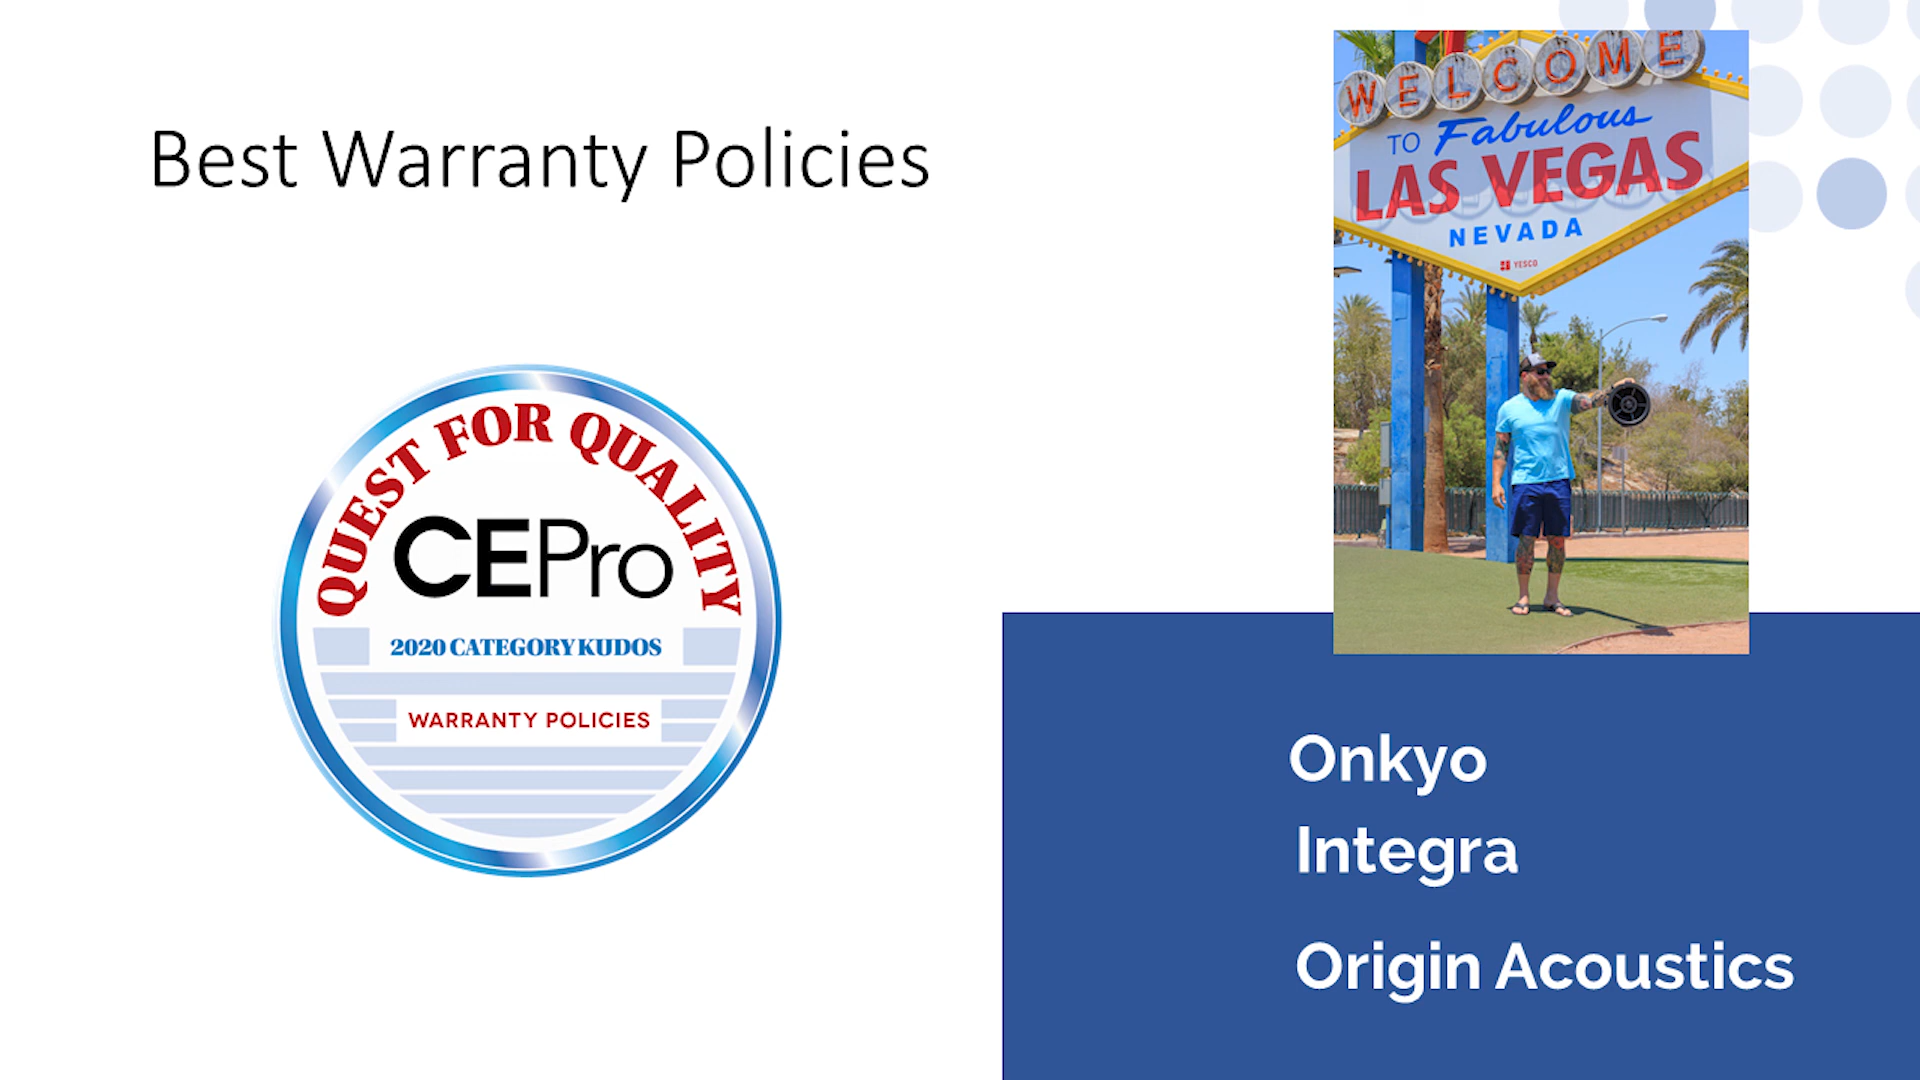 Best Warranty Policies
WELCOME
TO Fabulous
LAS VEGAS
NEVADA
YESCO
QUEST FOR QUALITY
CEPro
2020 CATEGORY KUDOS
WARRANTY POLICIES
Onkyo
Integra
Origin Acoustics